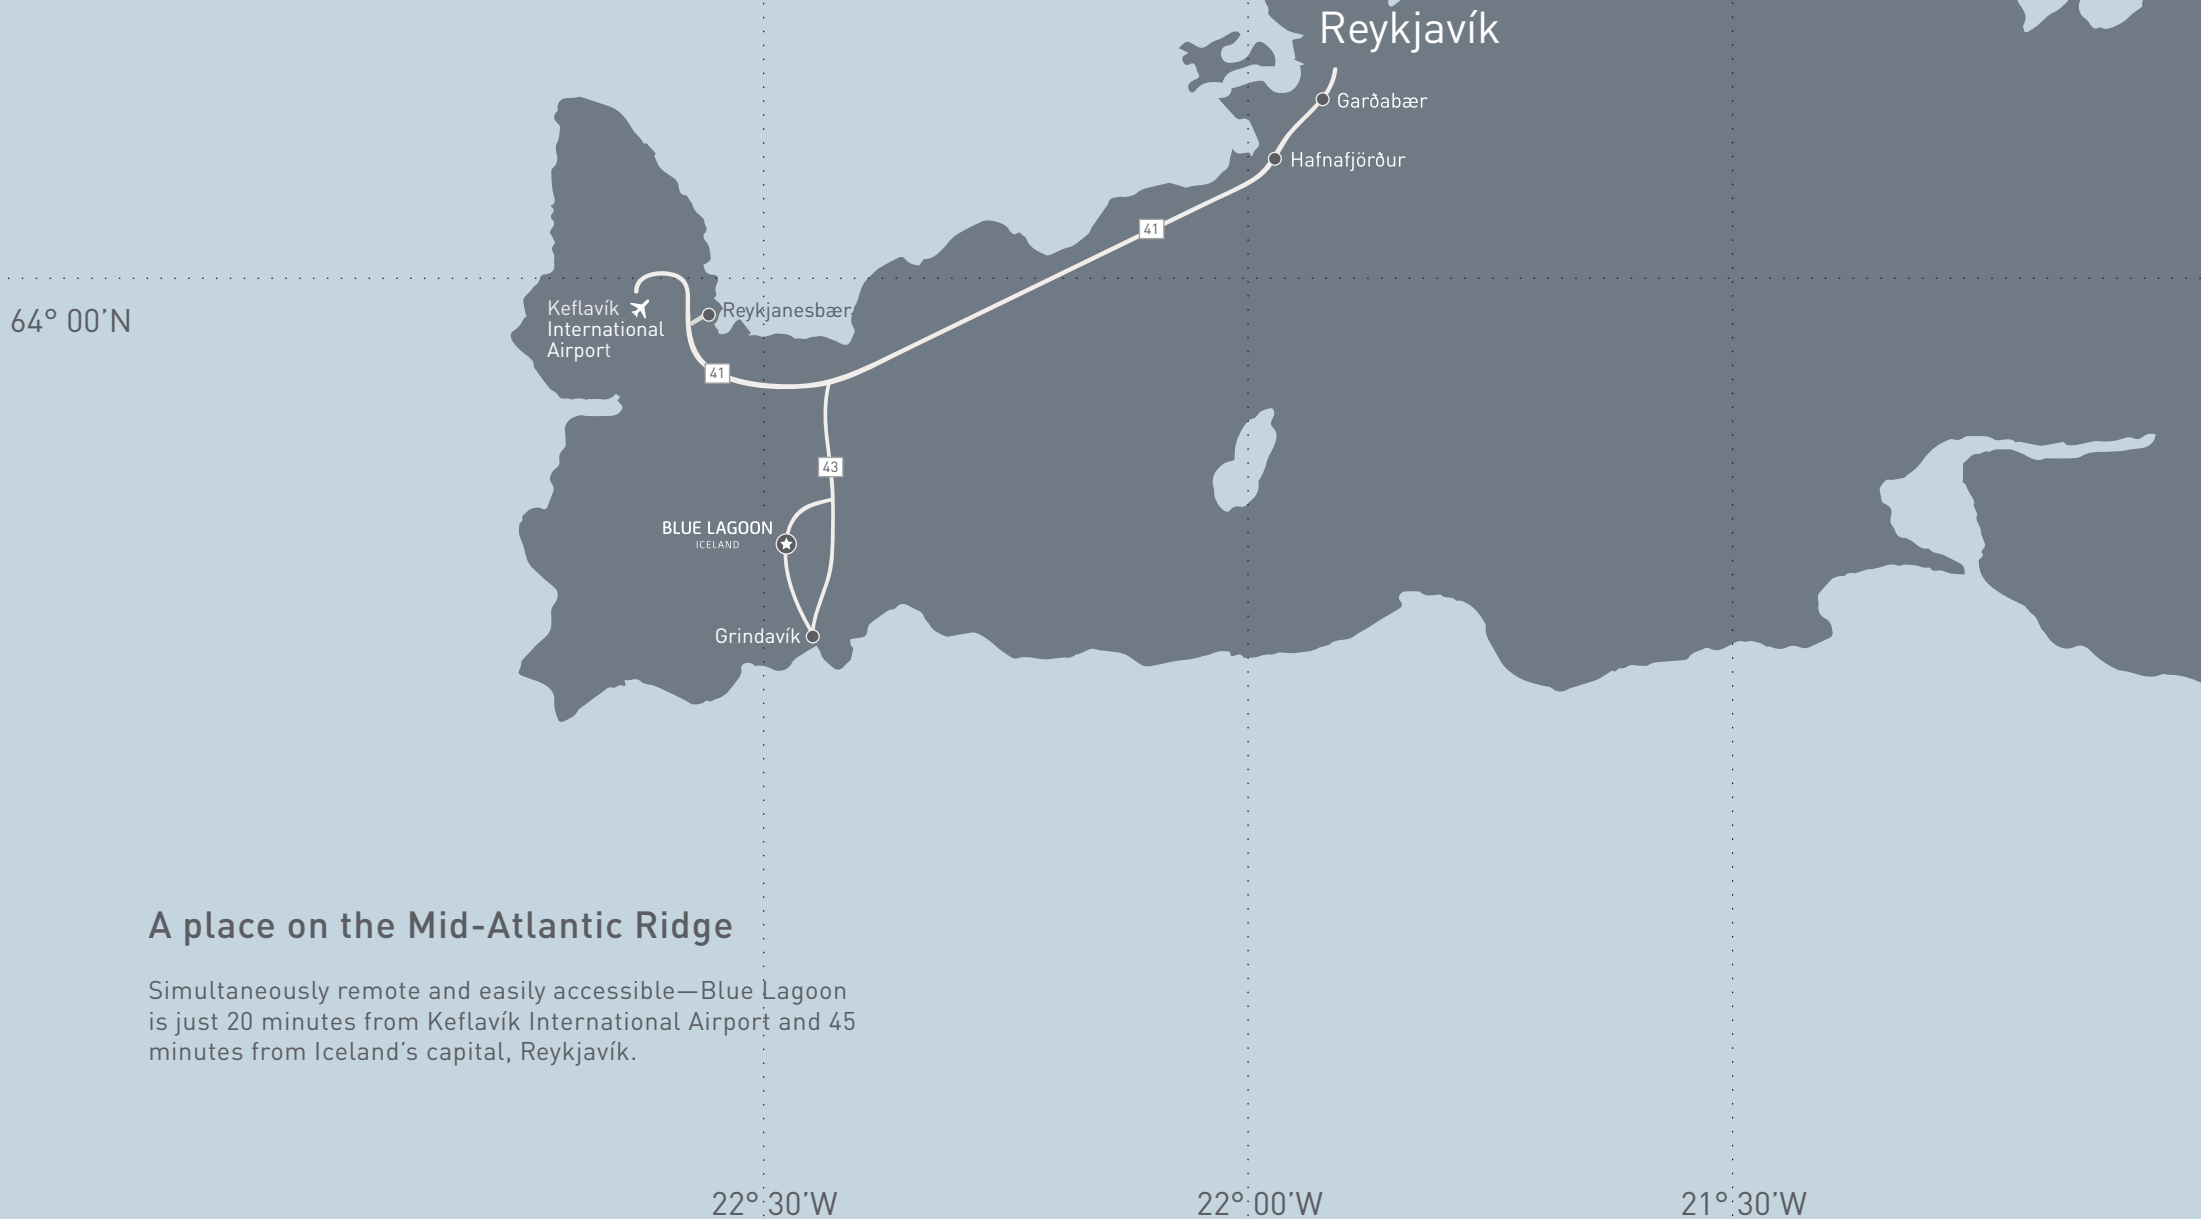 Reykjavík
Garðabær
Hafnafjörður
41
64° 00’N
Keflavík
International
Airport
Reykjanesbær
41
43
BLUE LAGOON
ICELAND
Grindavík
A place on the Mid-Atlantic Ridge
Simultaneously remote and easily accessible—Blue Lagoon
is just 20 minutes from Keflavík International Airport and 45
minutes from Iceland’s capital, Reykjavík.
22° 30’W
22° 00’W
21° 30’W